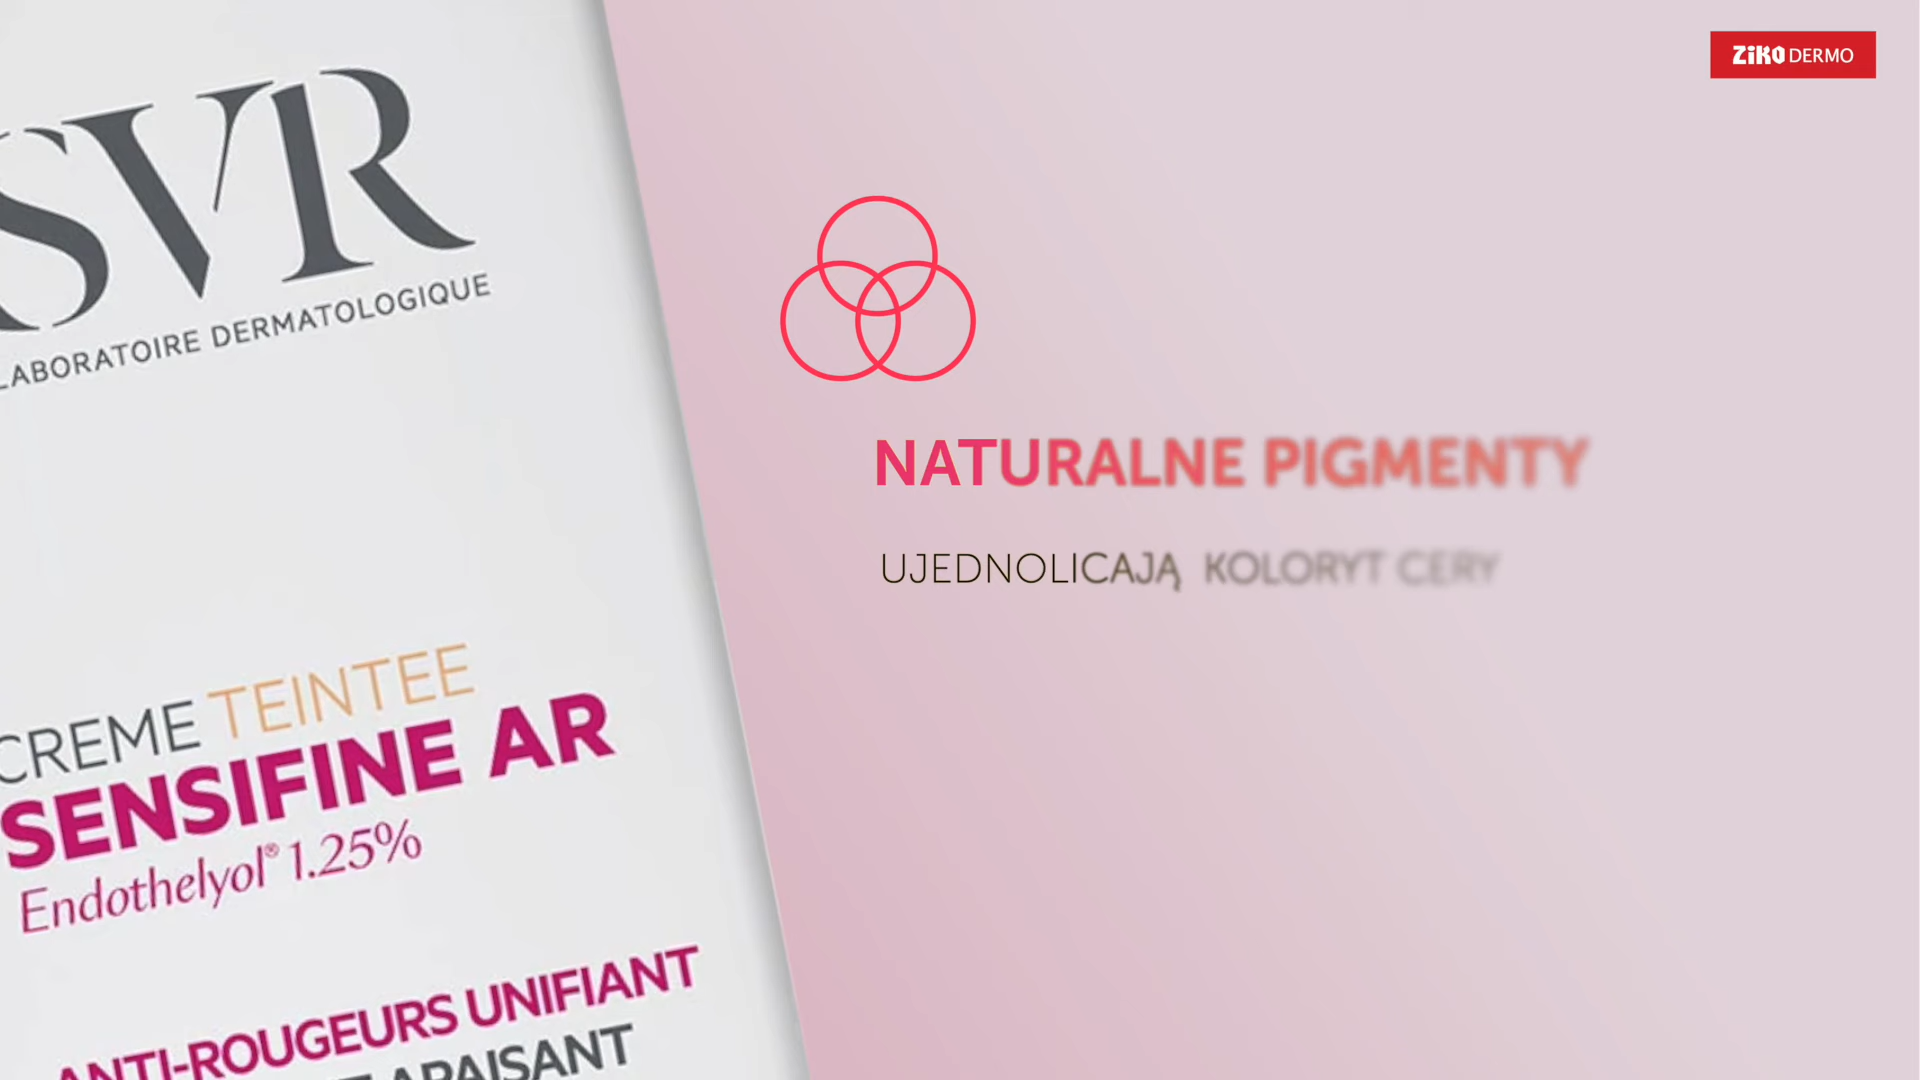 SVR
LABORATOIRE DERMATOLOGIQUE
CREME TEINTEE
SENSIFINE AR
Endothelyol® 1.25%
ANTI-ROUGEURS UNIFIANT
APAISANT
ZIKO DERMO
NATURALNE PIGMENTY
UJEDNOLICAJĄ KOLORYT CERY